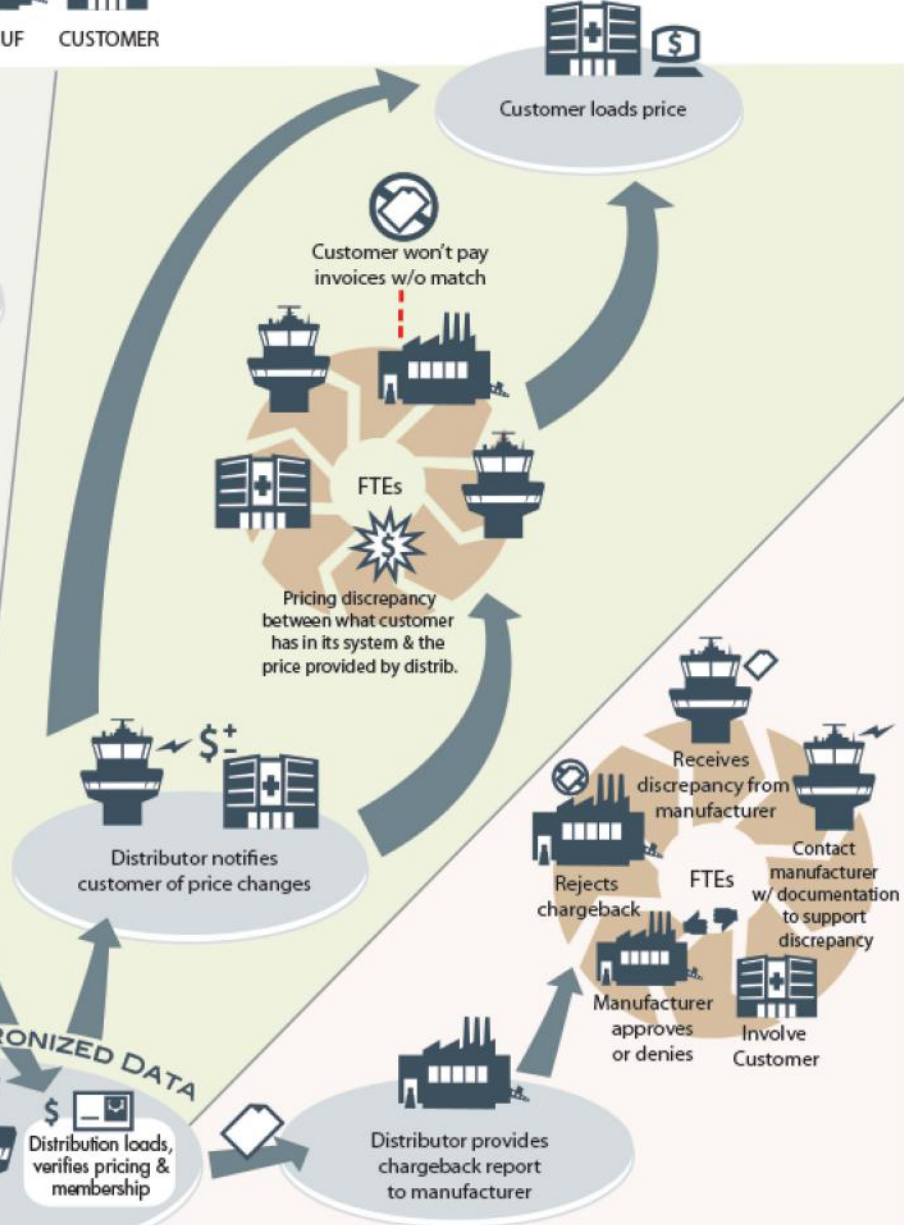 UF
CUSTOMER
$
Customer loads price
Customer won't pay
invoices w/o match
FTEs
$
Pricing discrepancy
between what customer
has in its system & the
price provided by distrib.
$+-
Distributor notifies
customer of price changes
Receives
discrepancy from
manufacturer
Contact
manufacturer
w/ documentation
to support
discrepancy
FTEs
Rejects
chargeback
Manufacturer
approves
or denies
Involve
Customer
RONIZED DATA
$
Distribution loads,
verifies pricing &
membership
Distributor provides
chargeback report
to manufacturer